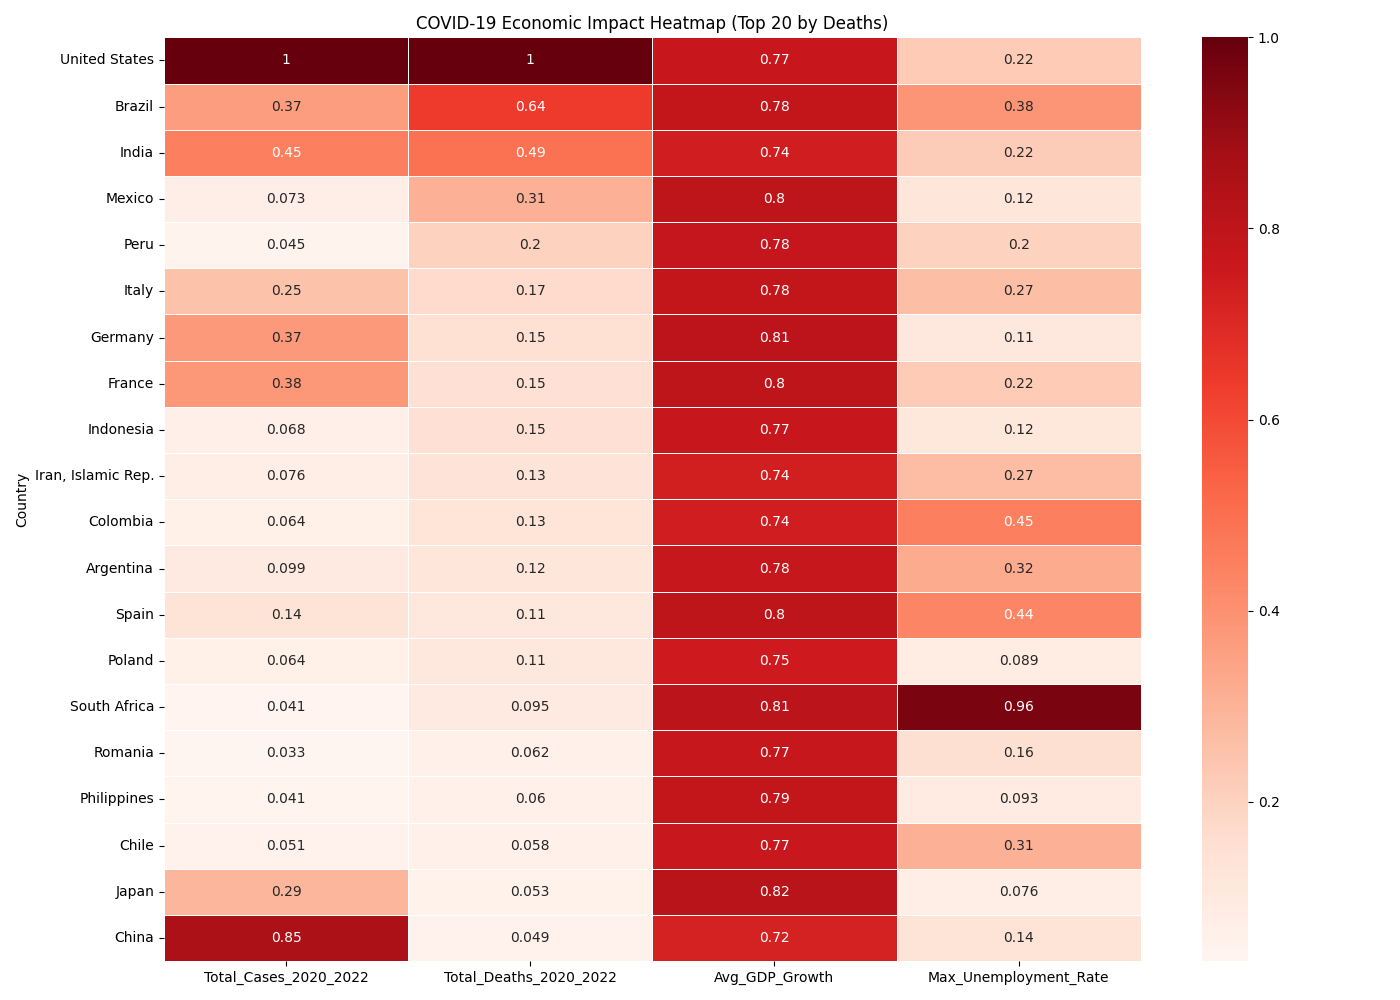 COVID-19 Economic Impact Heatmap (Top 20 by Deaths)
United States 1 1 0.77 0.22
Brazil 0.37 0.64 0.78 0.38
India 0.45 0.49 0.74 0.22
Mexico 0.073 0.31 0.8 0.12
Peru 0.045 0.2 0.78 0.2
Italy 0.25 0.17 0.78 0.27
Germany 0.37 0.15 0.81 0.11
France 0.38 0.15 0.8 0.22
Indonesia 0.068 0.15 0.77 0.12
Iran, Islamic Rep. 0.076 0.13 0.74 0.27
Colombia 0.064 0.13 0.74 0.45
Argentina 0.099 0.12 0.78 0.32
Spain 0.14 0.11 0.8 0.44
Poland 0.064 0.11 0.75 0.089
South Africa 0.041 0.095 0.81 0.96
Romania 0.033 0.062 0.77 0.16
Philippines 0.041 0.06 0.79 0.093
Chile 0.051 0.058 0.77 0.31
Japan 0.29 0.053 0.82 0.076
China 0.85 0.049 0.72 0.14
Total_Cases_2020_2022 Total_Deaths_2020_2022 Avg_GDP_Growth Max_Unemployment_Rate
Country
1.0
0.8
0.6
0.4
0.2